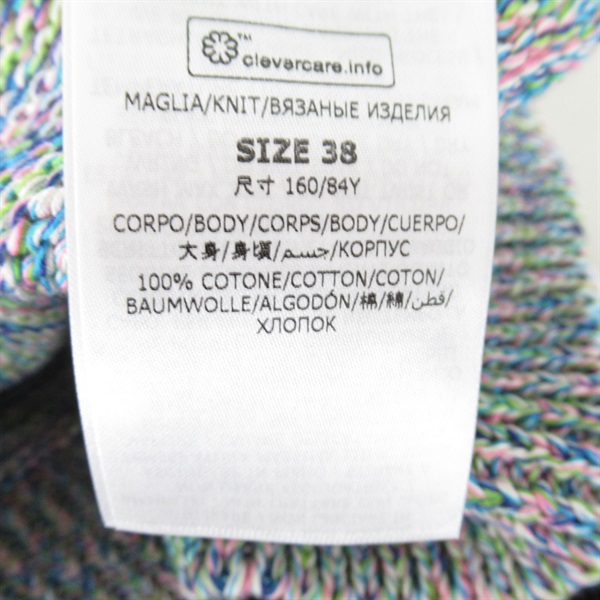 ™ clevercare.info
MAGLIA/KNIT/ВЯЗАНЫЕ ИЗДЕЛИЯ
SIZE 38
尺寸 160/84Y
CORPO/BODY/CORPS/BODY/CUERPO/
大身/身頃/جسم/КОРПУС
100% COTONE/COTTON/COTON/
BAUMWOLLE/ALGODÓN/棉/綿/قطن/
ХЛОПОК